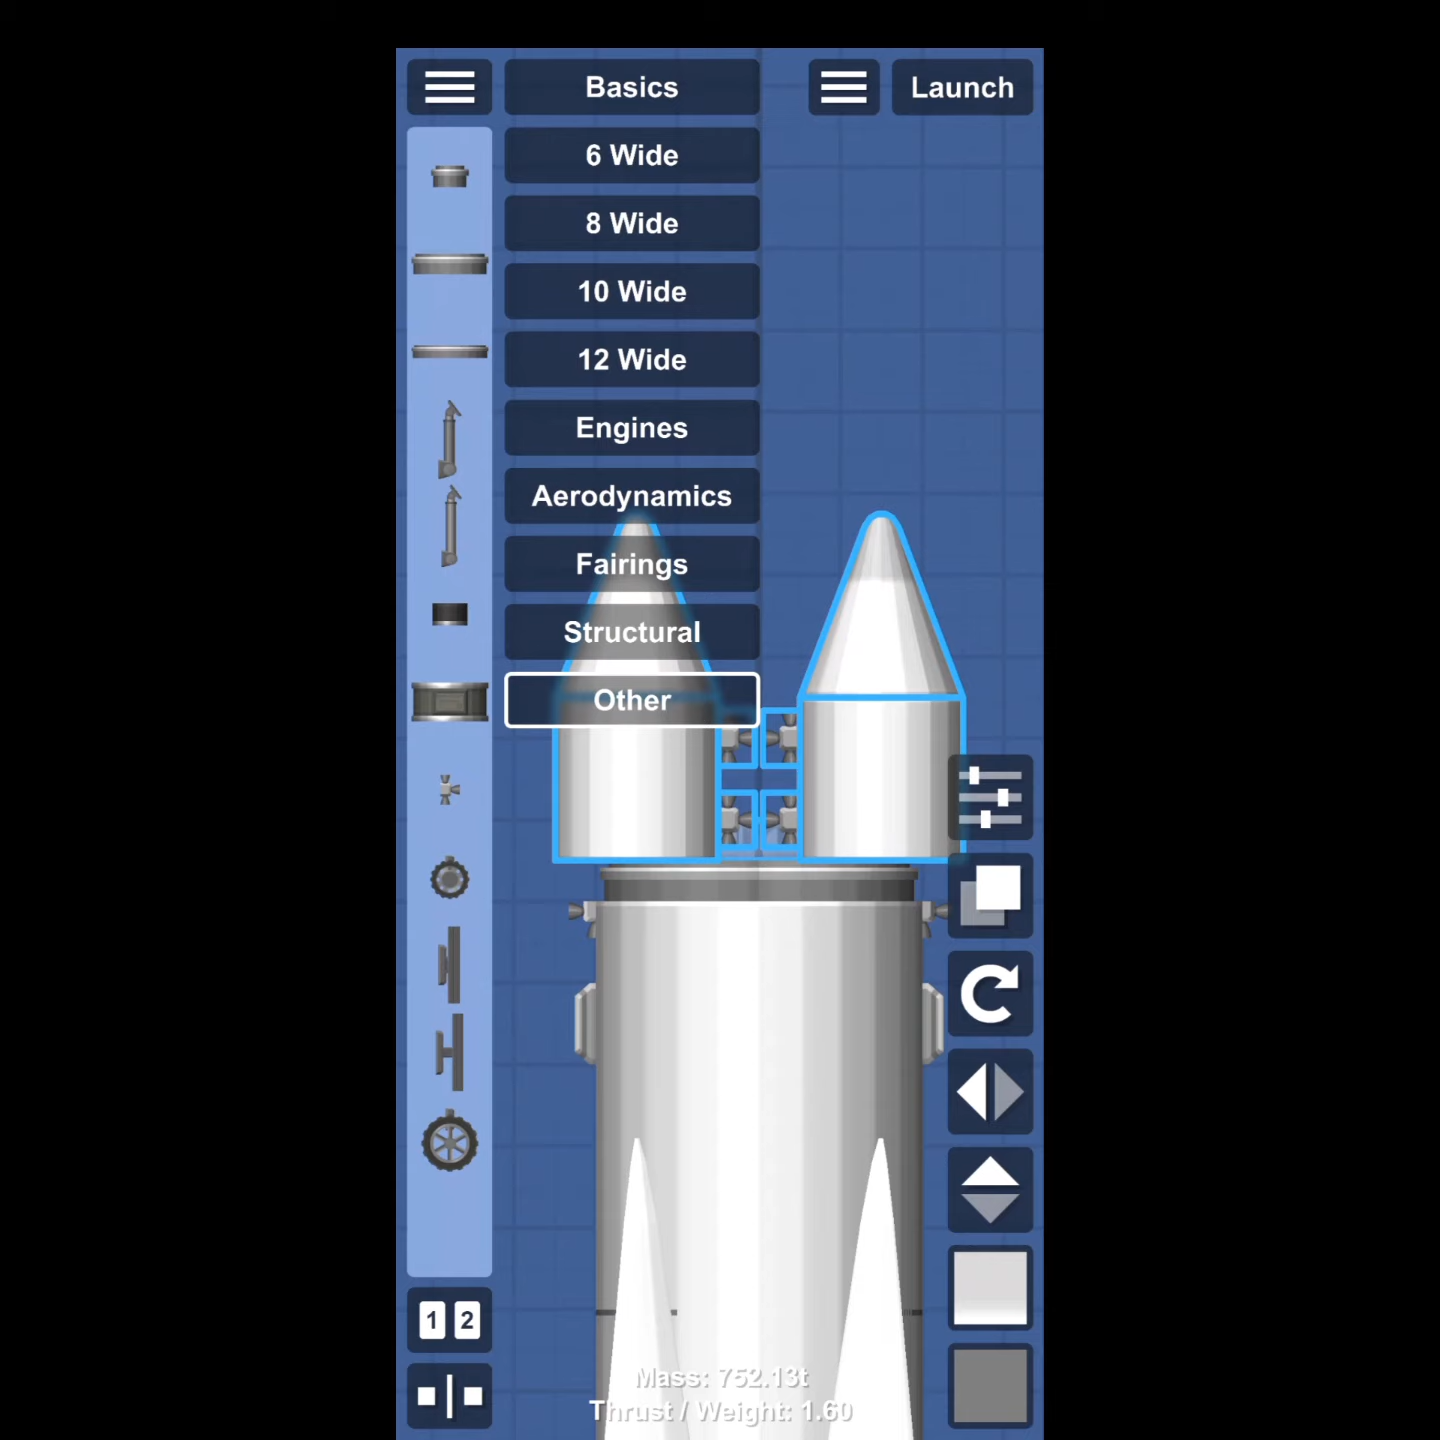 Basics
Launch
6 Wide
8 Wide
10 Wide
12 Wide
Engines
Aerodynamics
Fairings
Structural
Other
1 2
Mass: 752.13t
Thrust / Weight: 1.60